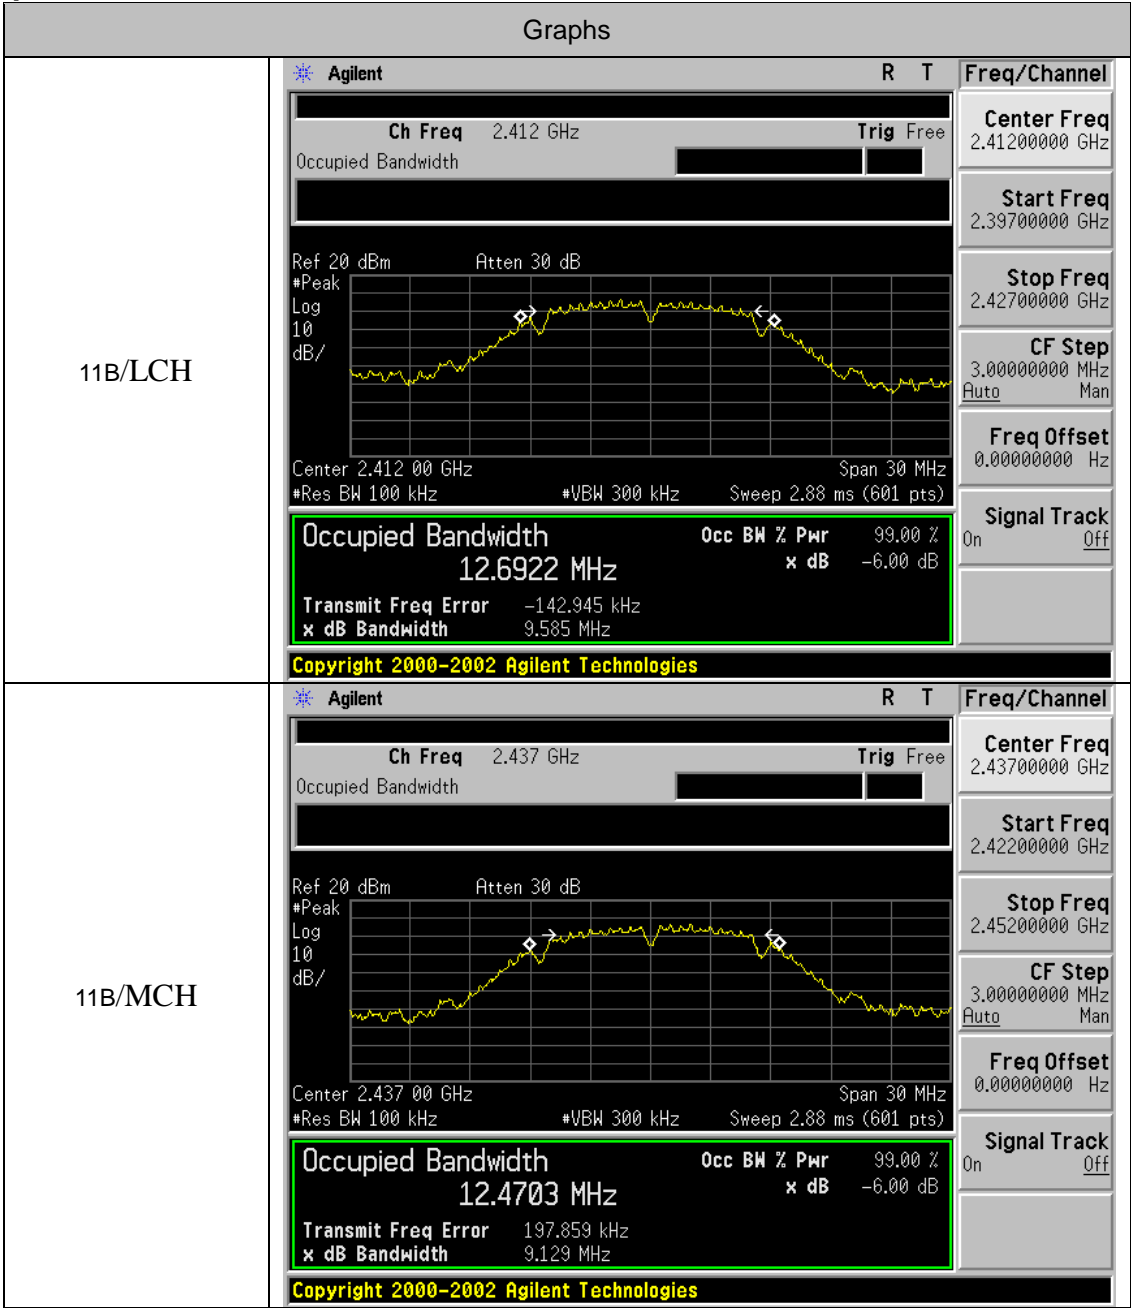 Graphs
11B/LCH
Agilent R T Freq/Channel
Ch Freq 2.412 GHz Trig Free
Occupied Bandwidth
Center Freq
2.41200000 GHz
Start Freq
2.39700000 GHz
Stop Freq
2.42700000 GHz
CF Step
3.00000000 MHz
Auto Man
Freq Offset
0.00000000 Hz
Signal Track
On Off
Ref 20 dBm Atten 30 dB
#Peak
Log
10
dB/
Center 2.412 00 GHz Span 30 MHz
#Res BW 100 kHz #VBW 300 kHz Sweep 2.88 ms (601 pts)
Occupied Bandwidth Occ BW % Pwr 99.00 %
12.6922 MHz x dB -6.00 dB
Transmit Freq Error -142.945 kHz
x dB Bandwidth 9.585 MHz
Copyright 2000-2002 Agilent Technologies
11B/MCH
Agilent R T Freq/Channel
Ch Freq 2.437 GHz Trig Free
Occupied Bandwidth
Center Freq
2.43700000 GHz
Start Freq
2.42200000 GHz
Stop Freq
2.45200000 GHz
CF Step
3.00000000 MHz
Auto Man
Freq Offset
0.00000000 Hz
Signal Track
On Off
Ref 20 dBm Atten 30 dB
#Peak
Log
10
dB/
Center 2.437 00 GHz Span 30 MHz
#Res BW 100 kHz #VBW 300 kHz Sweep 2.88 ms (601 pts)
Occupied Bandwidth Occ BW % Pwr 99.00 %
12.4703 MHz x dB -6.00 dB
Transmit Freq Error 197.859 kHz
x dB Bandwidth 9.129 MHz
Copyright 2000-2002 Agilent Technologies